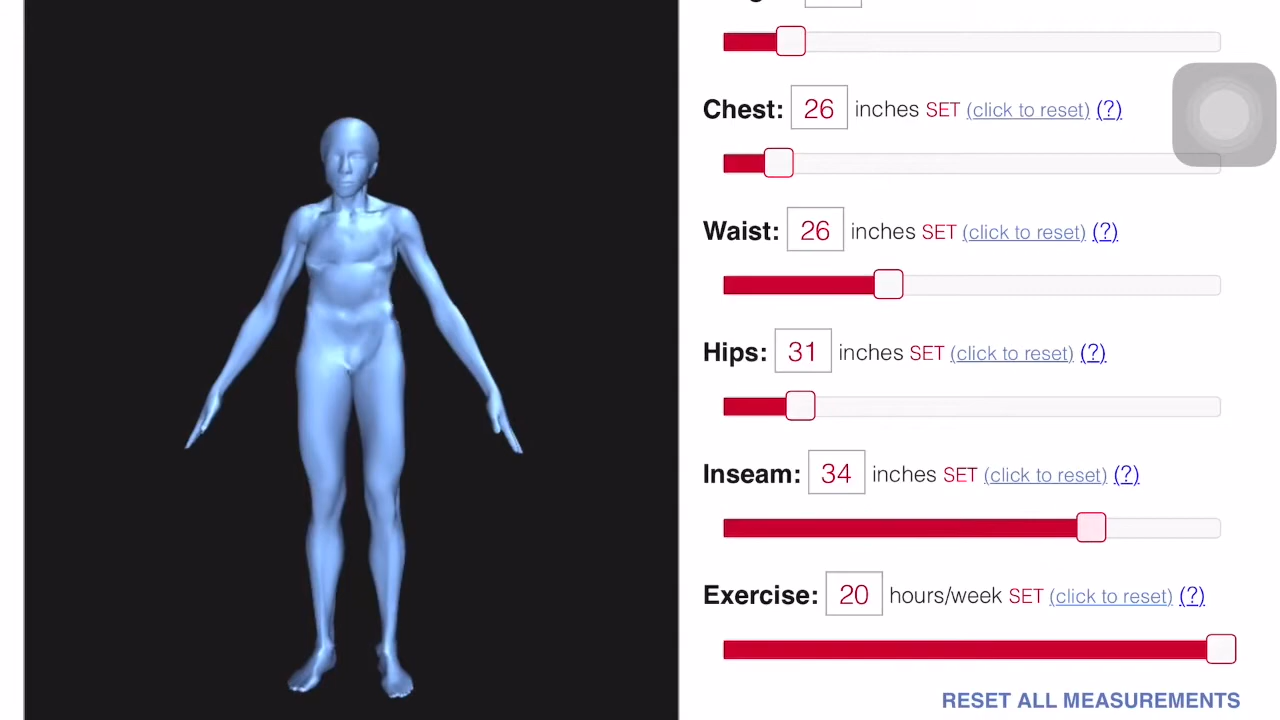 Chest: 26 inches SET (click to reset) (?)
Waist: 26 inches SET (click to reset) (?)
Hips: 31 inches SET (click to reset) (?)
Inseam: 34 inches SET (click to reset) (?)
Exercise: 20 hours/week SET (click to reset) (?)
RESET ALL MEASUREMENTS